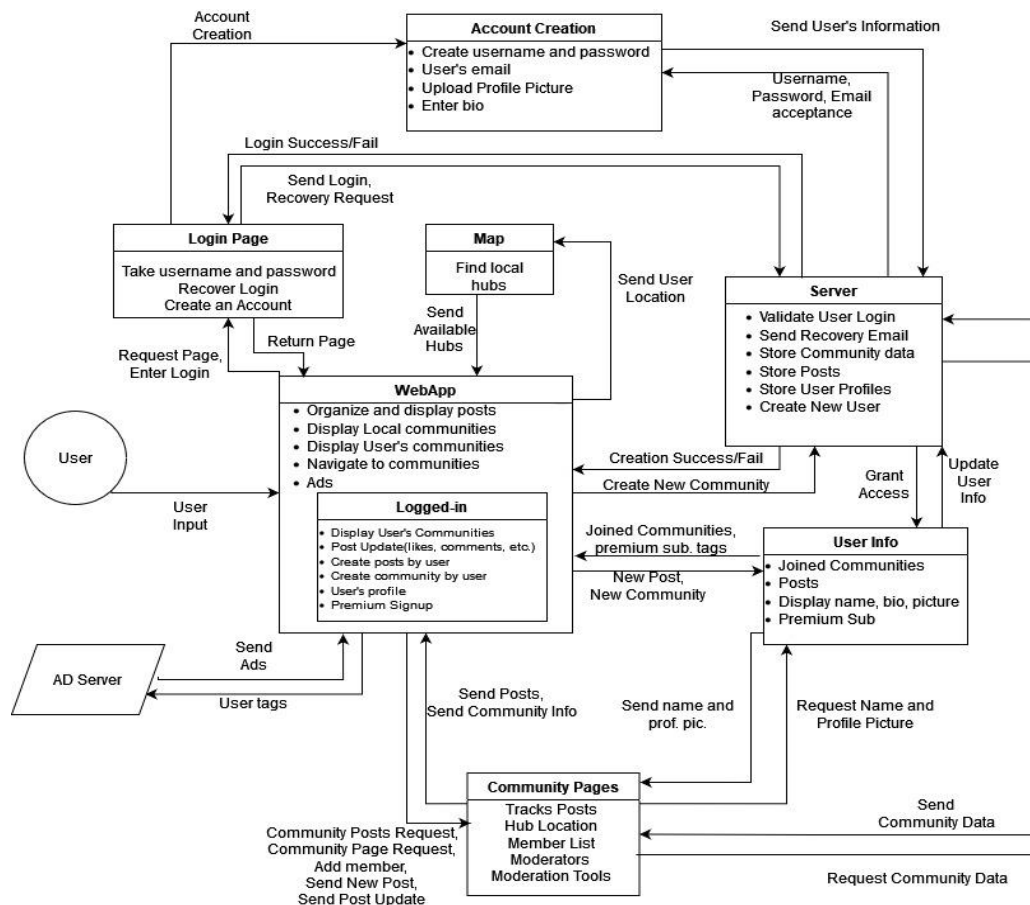 Account
Creation
Account Creation
Create username and password
User's email
Upload Profile Picture
Enter bio
Send User's Information
Username,
Password, Email
acceptance
Login Success/Fail
Send Login,
Recovery Request
Login Page
Take username and password
Recover Login
Create an Account
Map
Find local
hubs
Send User
Location
Server
Validate User Login
Send Recovery Email
Store Community data
Store Posts
Store User Profiles
Create New User
Send
Available
Hubs
Request Page,
Enter Login
Return Page
WebApp
Organize and display posts
Display Local communities
Display User's communities
Navigate to communities
Ads
User
User
Input
Logged-in
Display User's Communities
Post Update(likes, comments, etc.)
Create posts by user
Create community by user
User's profile
Premium Signup
Creation Success/Fail
Create New Community
Grant
Access
Update
User
Info
Joined Communities,
premium sub. tags
New Post,
New Community
User Info
Joined Communities
Posts
Display name, bio, picture
Premium Sub
Send
Ads
AD Server
User tags
Send Posts,
Send Community Info
Send name and
prof. pic.
Request Name and
Profile Picture
Community Pages
Tracks Posts
Hub Location
Member List
Moderators
Moderation Tools
Community Posts Request,
Community Page Request,
Add member,
Send New Post,
Send Post Update
Send
Community Data
Request Community Data